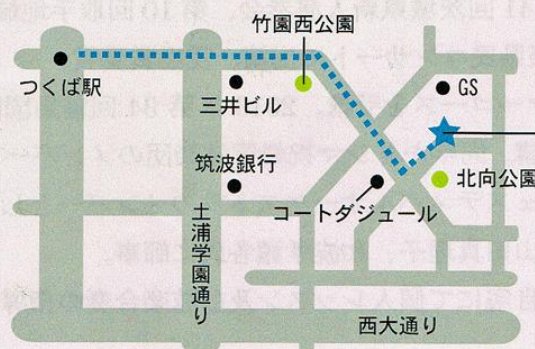 竹園西公園
つくば駅
三井ビル
GS
筑波銀行
北向公園
コートダジュール
土浦学園通り
西大通り